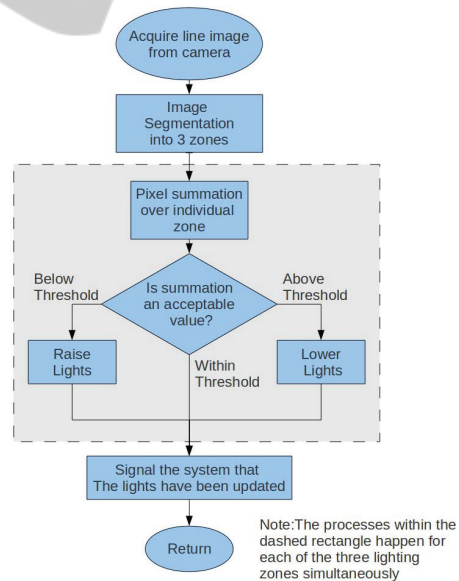 Acquire line image
from camera
Image
Segmentation
into 3 zones
Pixel summation
over individual
zone
Is summation
an acceptable
value?
Below
Threshold
Above
Threshold
Raise
Lights
Within
Threshold
Lower
Lights
Signal the system that
The lights have been updated
Return
Note:The processes within the
dashed rectangle happen for
each of the three lighting
zones simultaneously